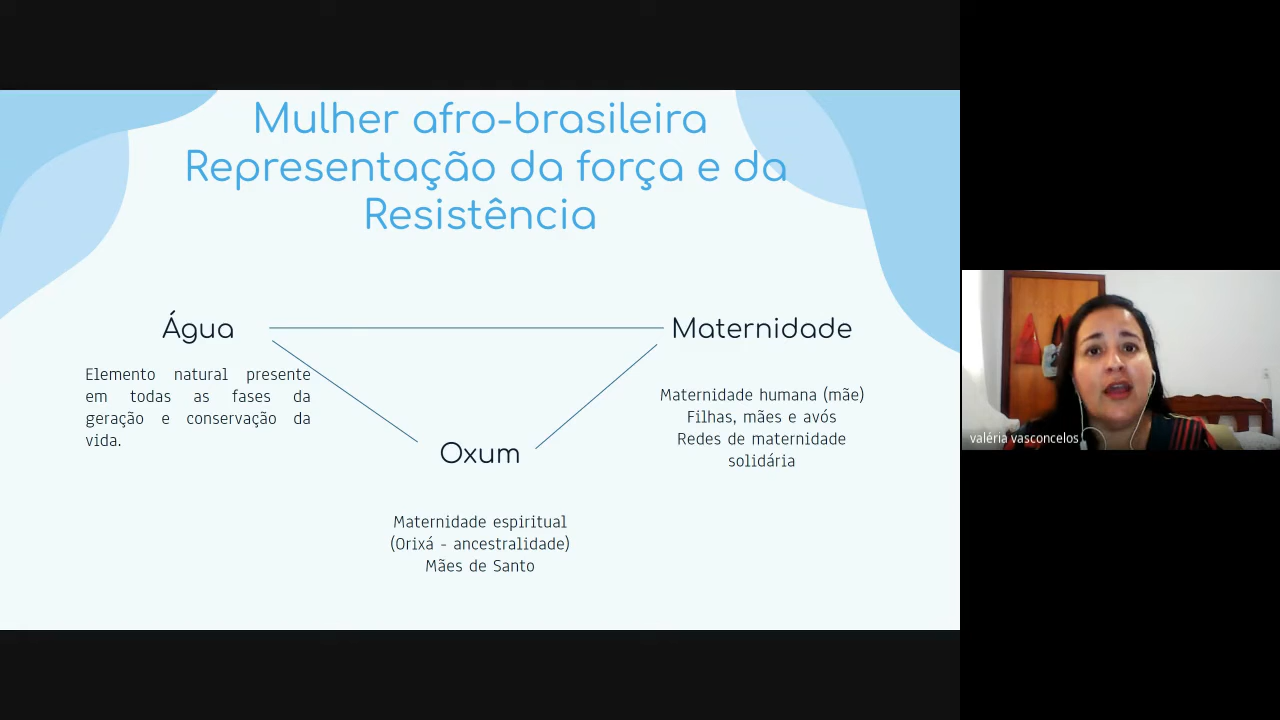 Mulher afro-brasileira
Representação da força e da
Resistência
Água
Maternidade
Elemento natural presente
em todas as fases da
geração e conservação da
vida.
Maternidade humana (mãe)
Filhas, mães e avós
Redes de maternidade
solidária
Oxum
Maternidade espiritual
(Orixá - ancestralidade)
Mães de Santo
valéria vasconcelos